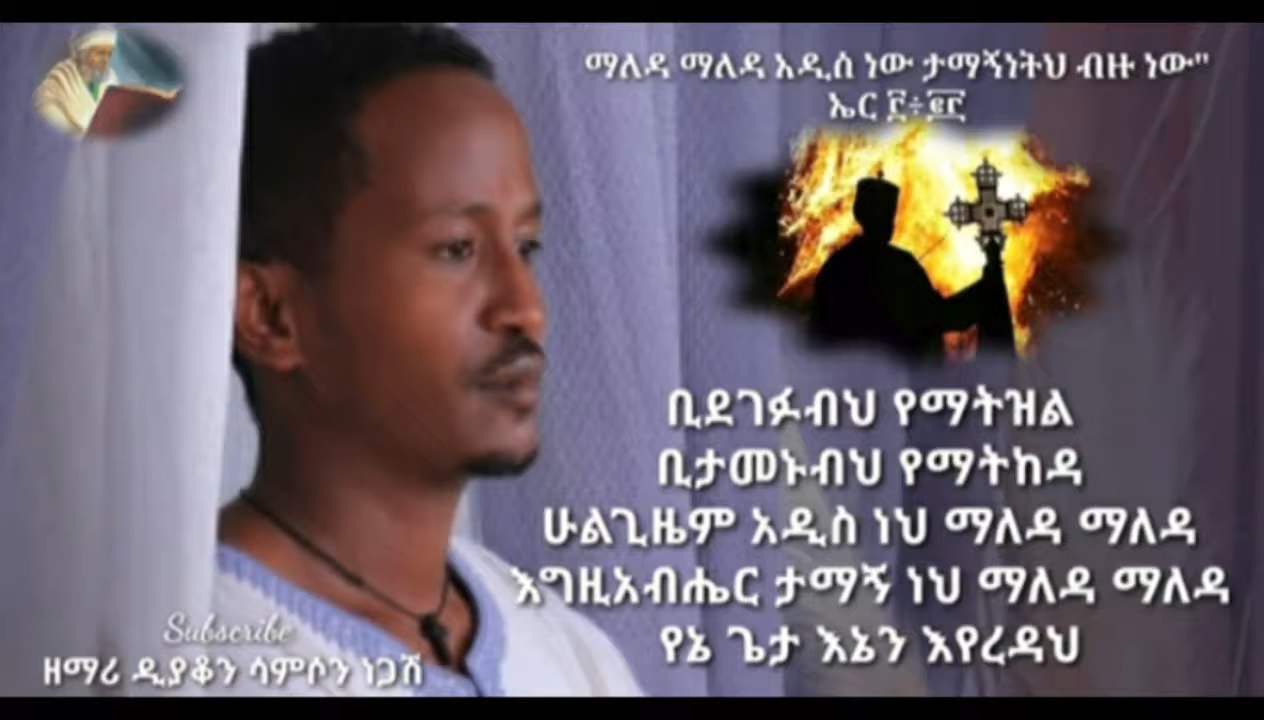 ማለዳ ማለዳ አዲስ ነው ታማኝነትህ ብዙ ነው"
ኤር ፫÷፳፫
ቢደገፉብህ የማትዝል
ቢታመኑብህ የማትከዳ
ሁልጊዜም አዲስ ነህ ማለዳ ማለዳ
እግዚአብሔር ታማኝ ነህ ማለዳ ማለዳ
የኔ ጌታ እኔን እየረዳህ
Subscribe
ዘማሪ ዲያቆን ሳምሶን ነጋሽ